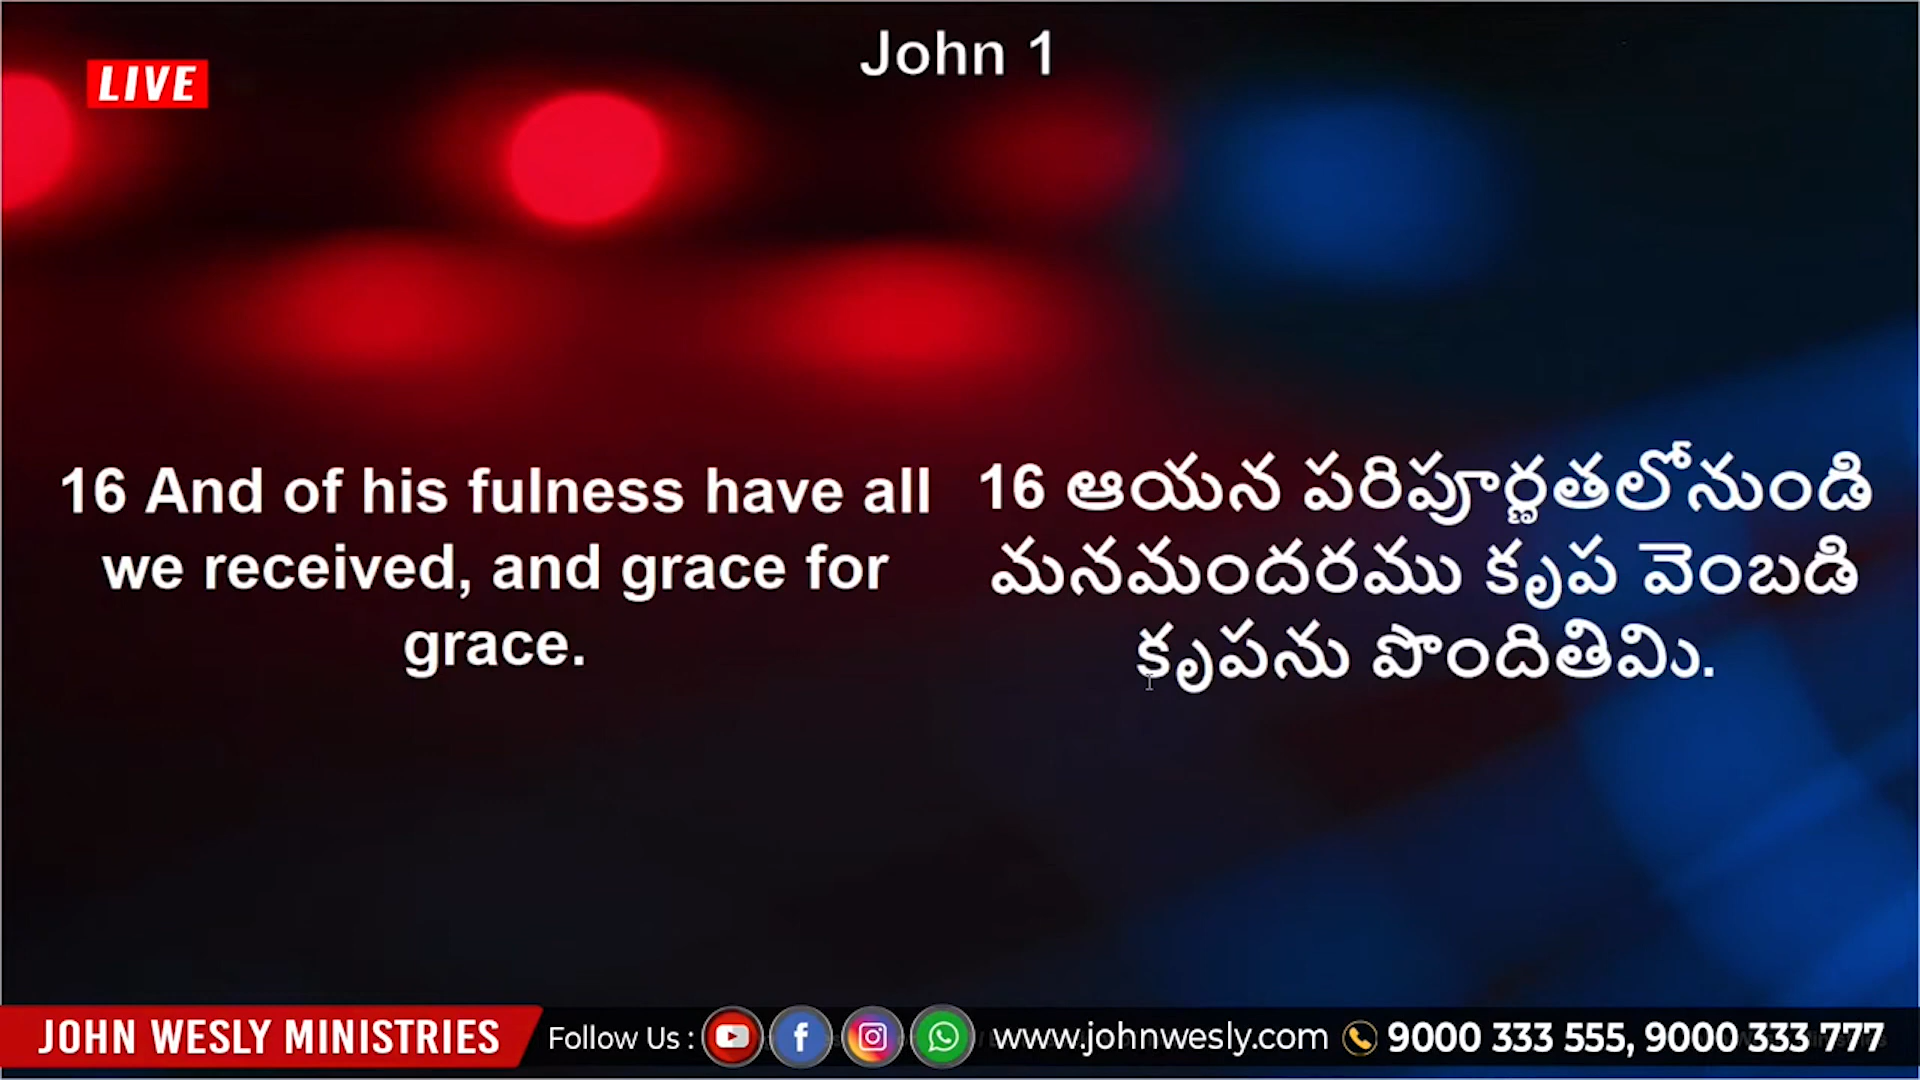 John 1
LIVE
16 And of his fulness have all
we received, and grace for
grace.
16 ఆయన పరిపూర్ణతలోనుండి
మనమందరము కృప వెంబడి
కృపను పొందితివిు.
JOHN WESLY MINISTRIES
Follow Us :
www.johnwesly.com
9000 333 555, 9000 333 777